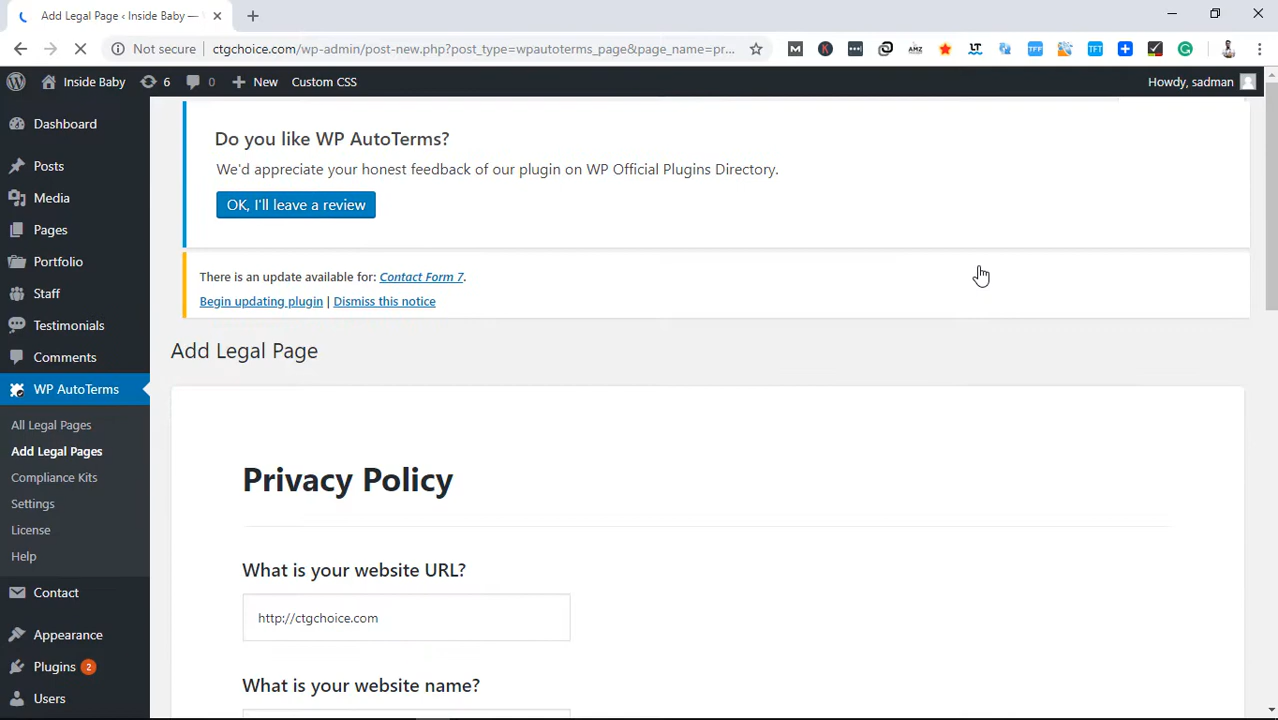 Add Legal Page ‹ Inside Baby —
Not secure
ctgchoice.com/wp-admin/post-new.php?post_type=wpautoterms_page&page_name=pr...
Inside Baby
6
0
New
Custom CSS
Howdy, sadman
Dashboard
Posts
Media
Pages
Portfolio
Staff
Testimonials
Comments
WP AutoTerms
All Legal Pages
Add Legal Pages
Compliance Kits
Settings
License
Help
Contact
Appearance
Plugins 2
Users
Do you like WP AutoTerms?
We'd appreciate your honest feedback of our plugin on WP Official Plugins Directory.
OK, I'll leave a review
There is an update available for: Contact Form 7.
Begin updating plugin | Dismiss this notice
Add Legal Page
Privacy Policy
What is your website URL?
http://ctgchoice.com
What is your website name?